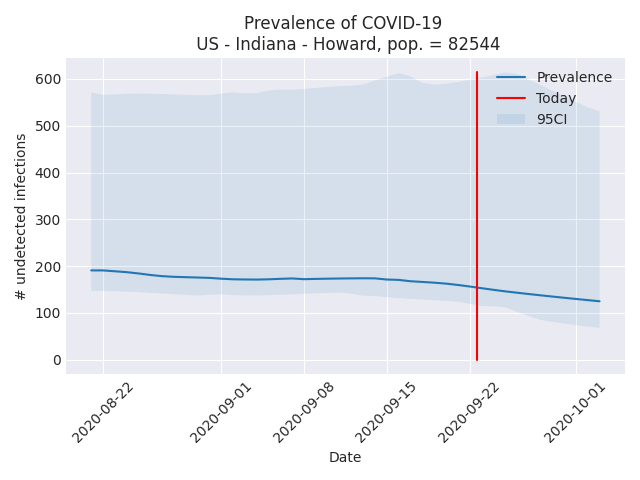 Prevalence of COVID-19
US - Indiana - Howard, pop. = 82544
Prevalence
Today
95CI
# undetected infections
600
500
400
300
200
100
0
2020-08-22
2020-09-01
2020-09-08
2020-09-15
2020-09-22
2020-10-01
Date